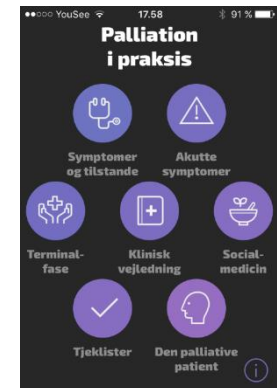 YouSee 17.58 91 %
Palliation
i praksis
Symptomer
og tilstande
Akutte
symptomer
Terminal-
fase
Klinisk
vejledning
Social-
medicin
Tjeklister
Den palliative
patient